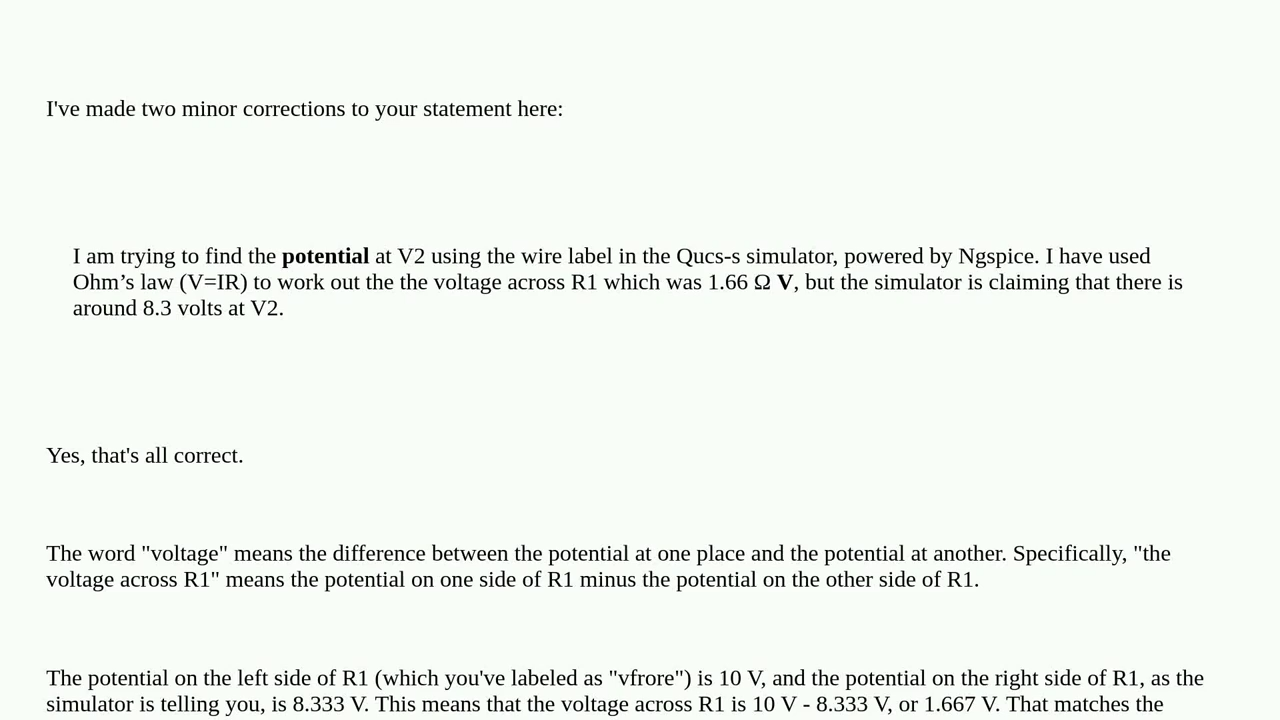 I've made two minor corrections to your statement here:
I am trying to find the potential at V2 using the wire label in the Qucs-s simulator, powered by Ngspice. I have used
Ohm’s law (V=IR) to work out the the voltage across R1 which was 1.66 Ω V, but the simulator is claiming that there is
around 8.3 volts at V2.
Yes, that's all correct.
The word "voltage" means the difference between the potential at one place and the potential at another. Specifically, "the
voltage across R1" means the potential on one side of R1 minus the potential on the other side of R1.
The potential on the left side of R1 (which you've labeled as "vfrore") is 10 V, and the potential on the right side of R1, as the
simulator is telling you, is 8.333 V. This means that the voltage across R1 is 10 V - 8.333 V, or 1.667 V. That matches the